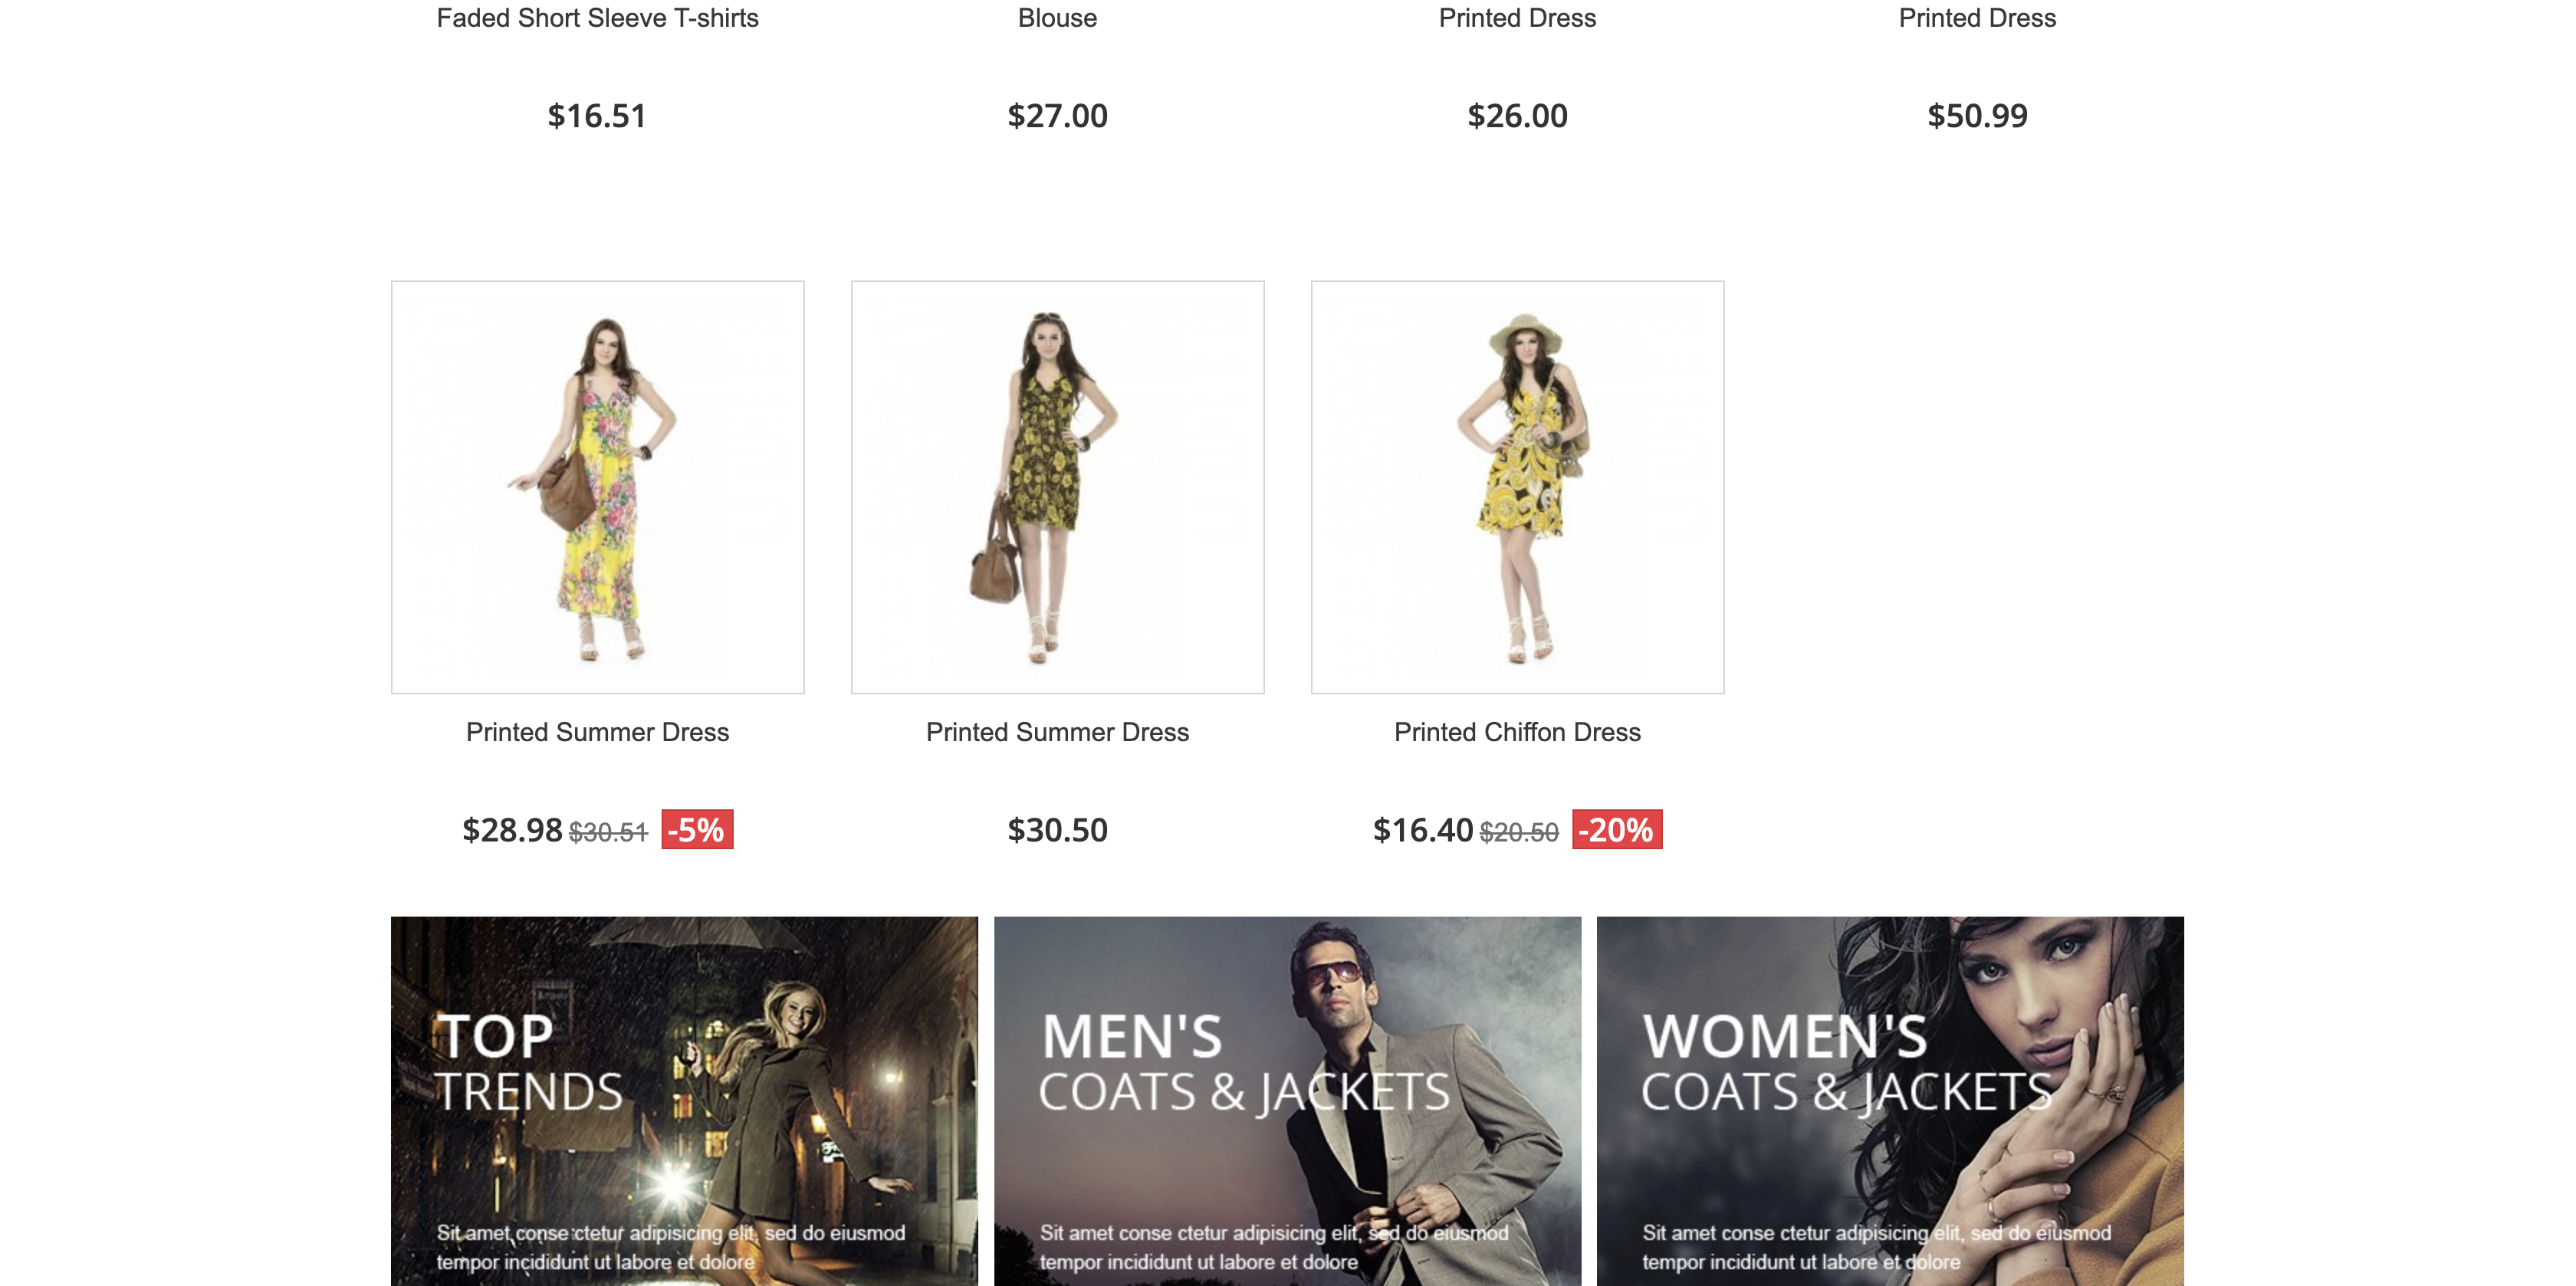 Faded Short Sleeve T-shirts
Blouse
Printed Dress
Printed Dress
$16.51
$27.00
$26.00
$50.99
Printed Summer Dress
Printed Summer Dress
Printed Chiffon Dress
$28.98 $30.51 -5%
$30.50
$16.40 $20.50 -20%
TOP
TRENDS
Sit amet conse ctetur adipisicing elit, sed do eiusmod
tempor incididunt ut labore et dolore
MEN'S
COATS & JACKETS
Sit amet conse ctetur adipisicing elit, sed do eiusmod
tempor incididunt ut labore et dolore
WOMEN'S
COATS & JACKETS
Sit amet conse ctetur adipisicing elit, sed do eiusmod
tempor incididunt ut labore et dolore